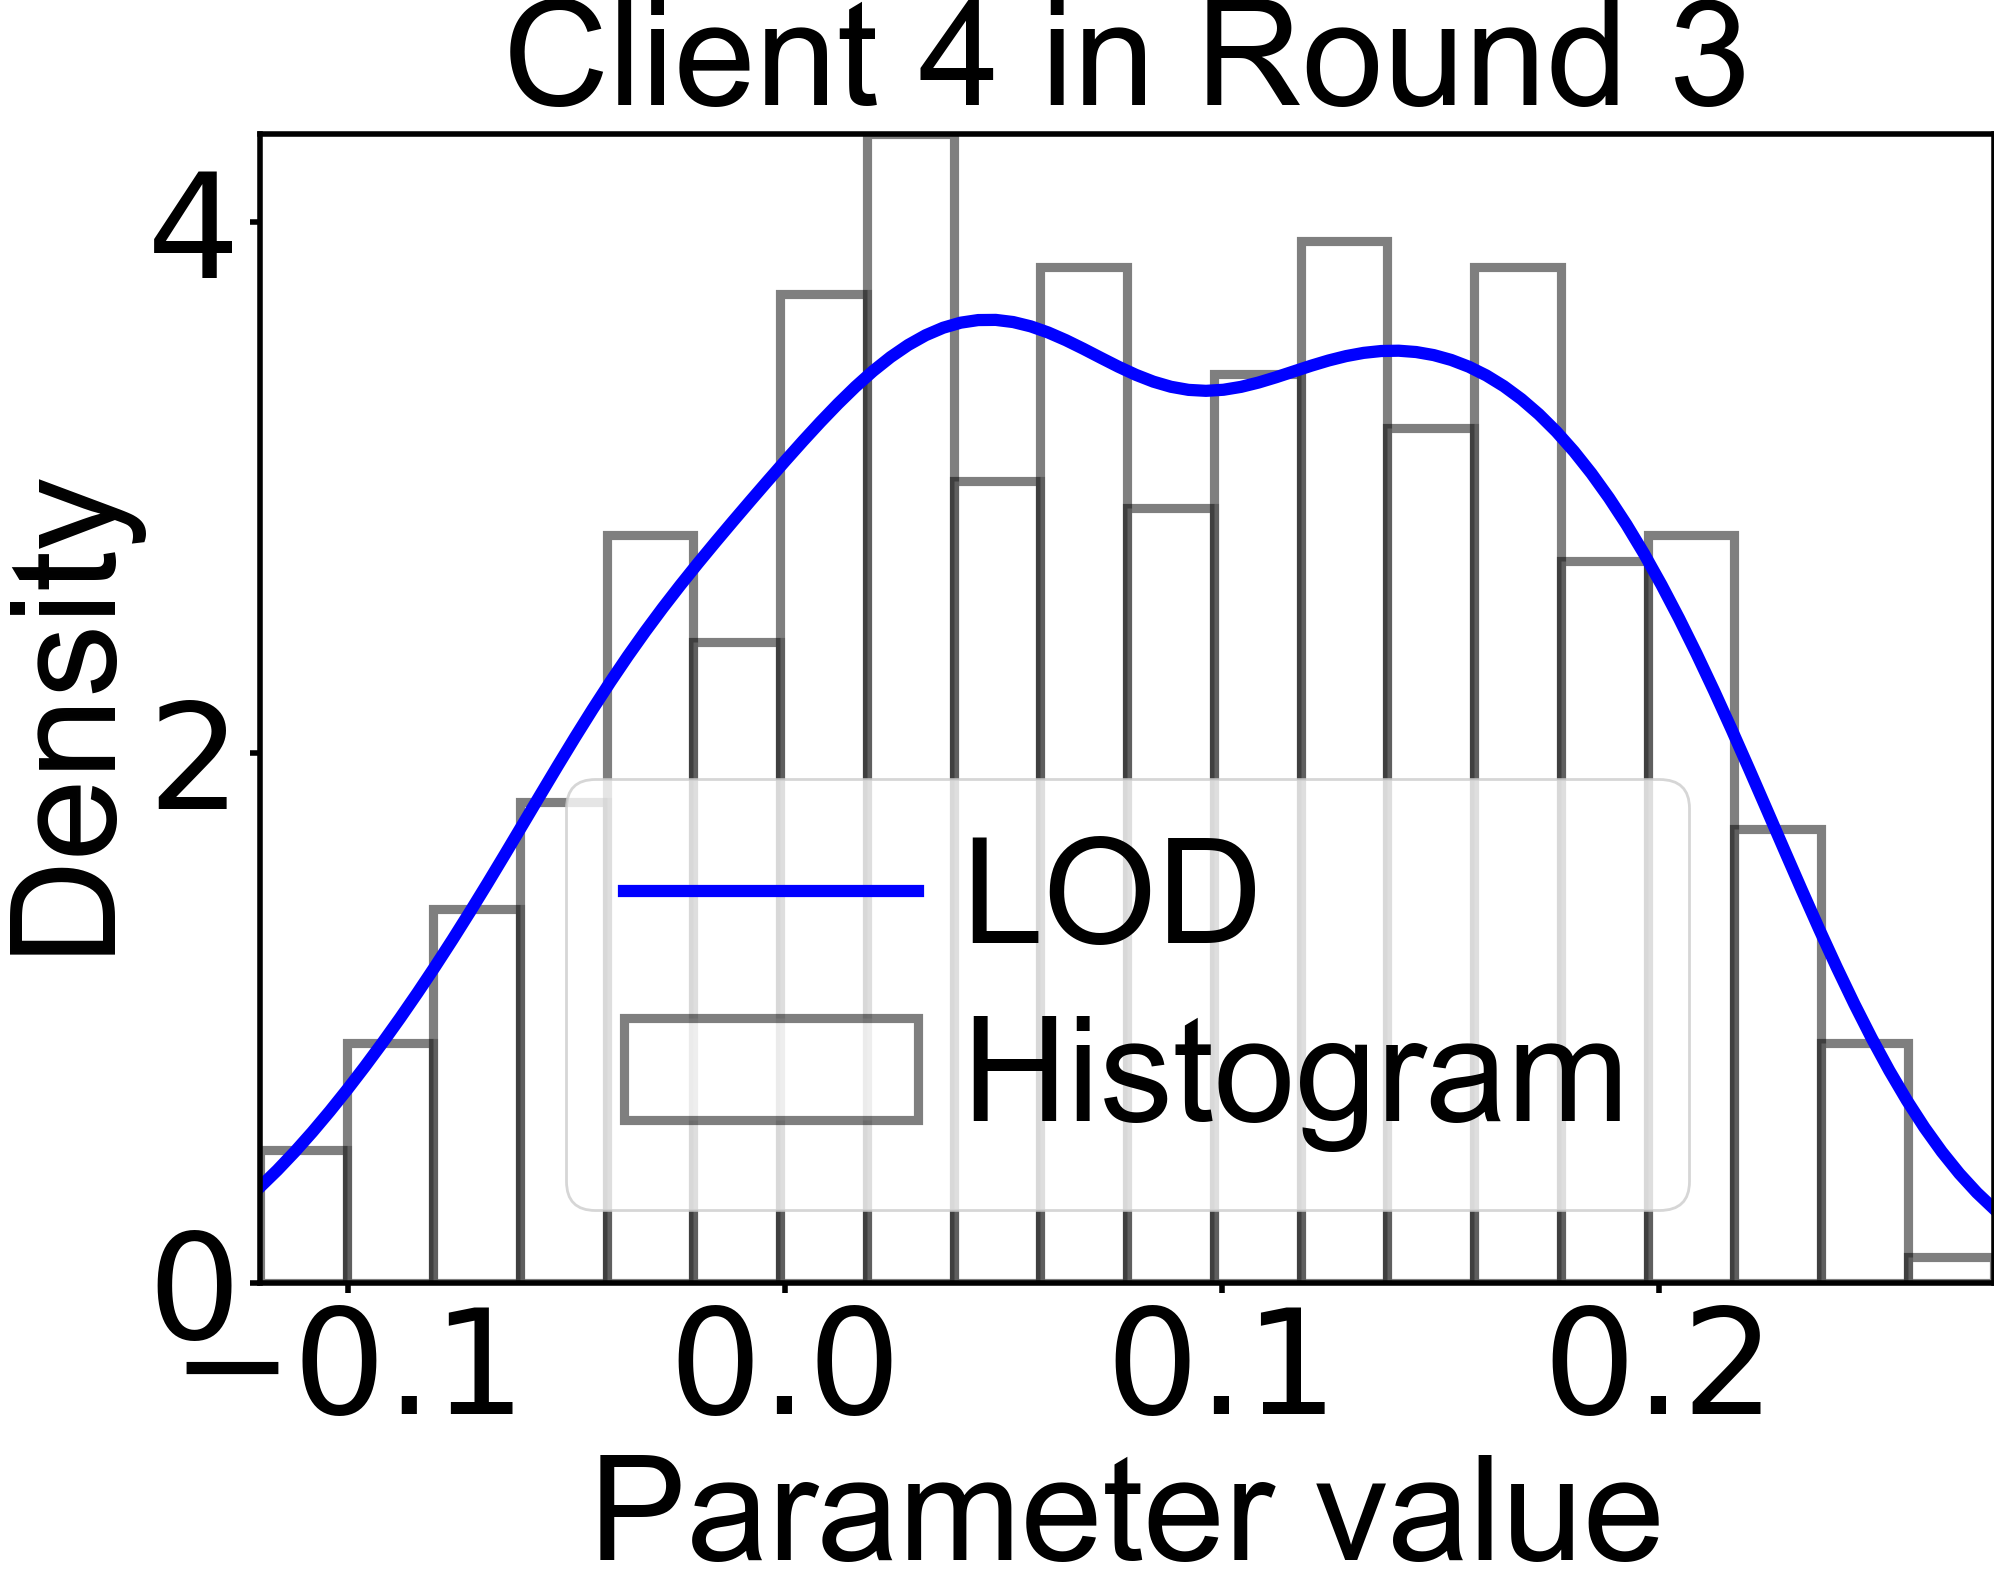 Client 4 in Round 3
Density
4
2
0
LOD
Histogram
−0.1 0.0 0.1 0.2
Parameter value